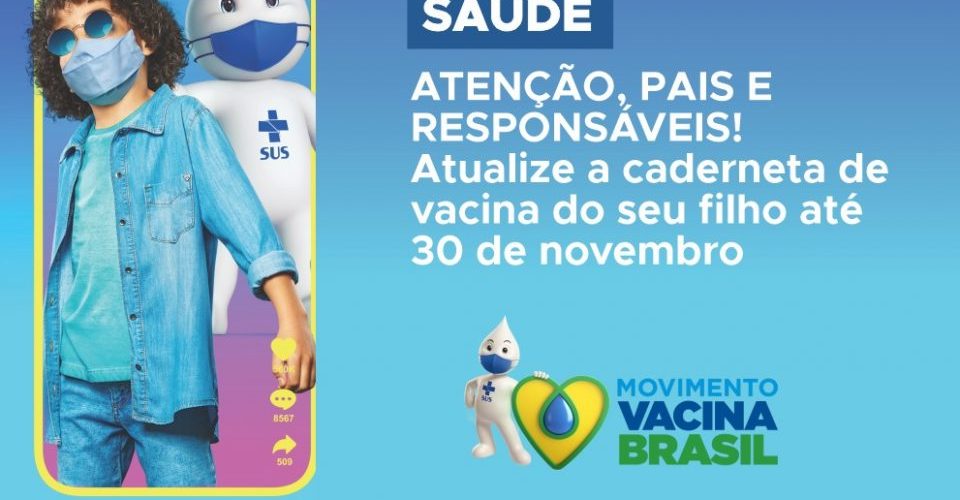 SAÚDE
ATENÇÃO, PAIS E
RESPONSÁVEIS!
Atualize a caderneta de
vacina do seu filho até
30 de novembro
SUS
560K
8567
509
SUS
MOVIMENTO
VACINA
BRASIL